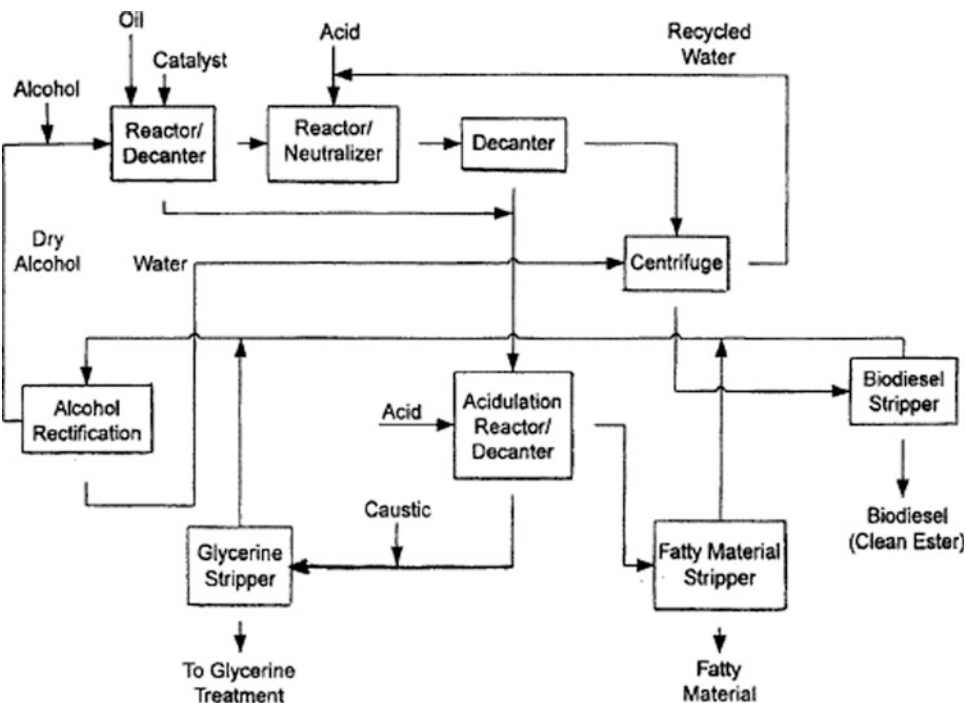 Oil
Acid
Recycled
Water
Catalyst
Alcohol
Reactor/
Decanter
Reactor/
Neutralizer
Decanter
Dry
Alcohol
Water
Centrifuge
Biodiesel
Stripper
Alcohol
Rectification
Acid
Acidulation
Reactor/
Decanter
Caustic
Biodiesel
(Clean Ester)
Glycerine
Stripper
Fatty Material
Stripper
To Glycerine
Treatment
Fatty
Material